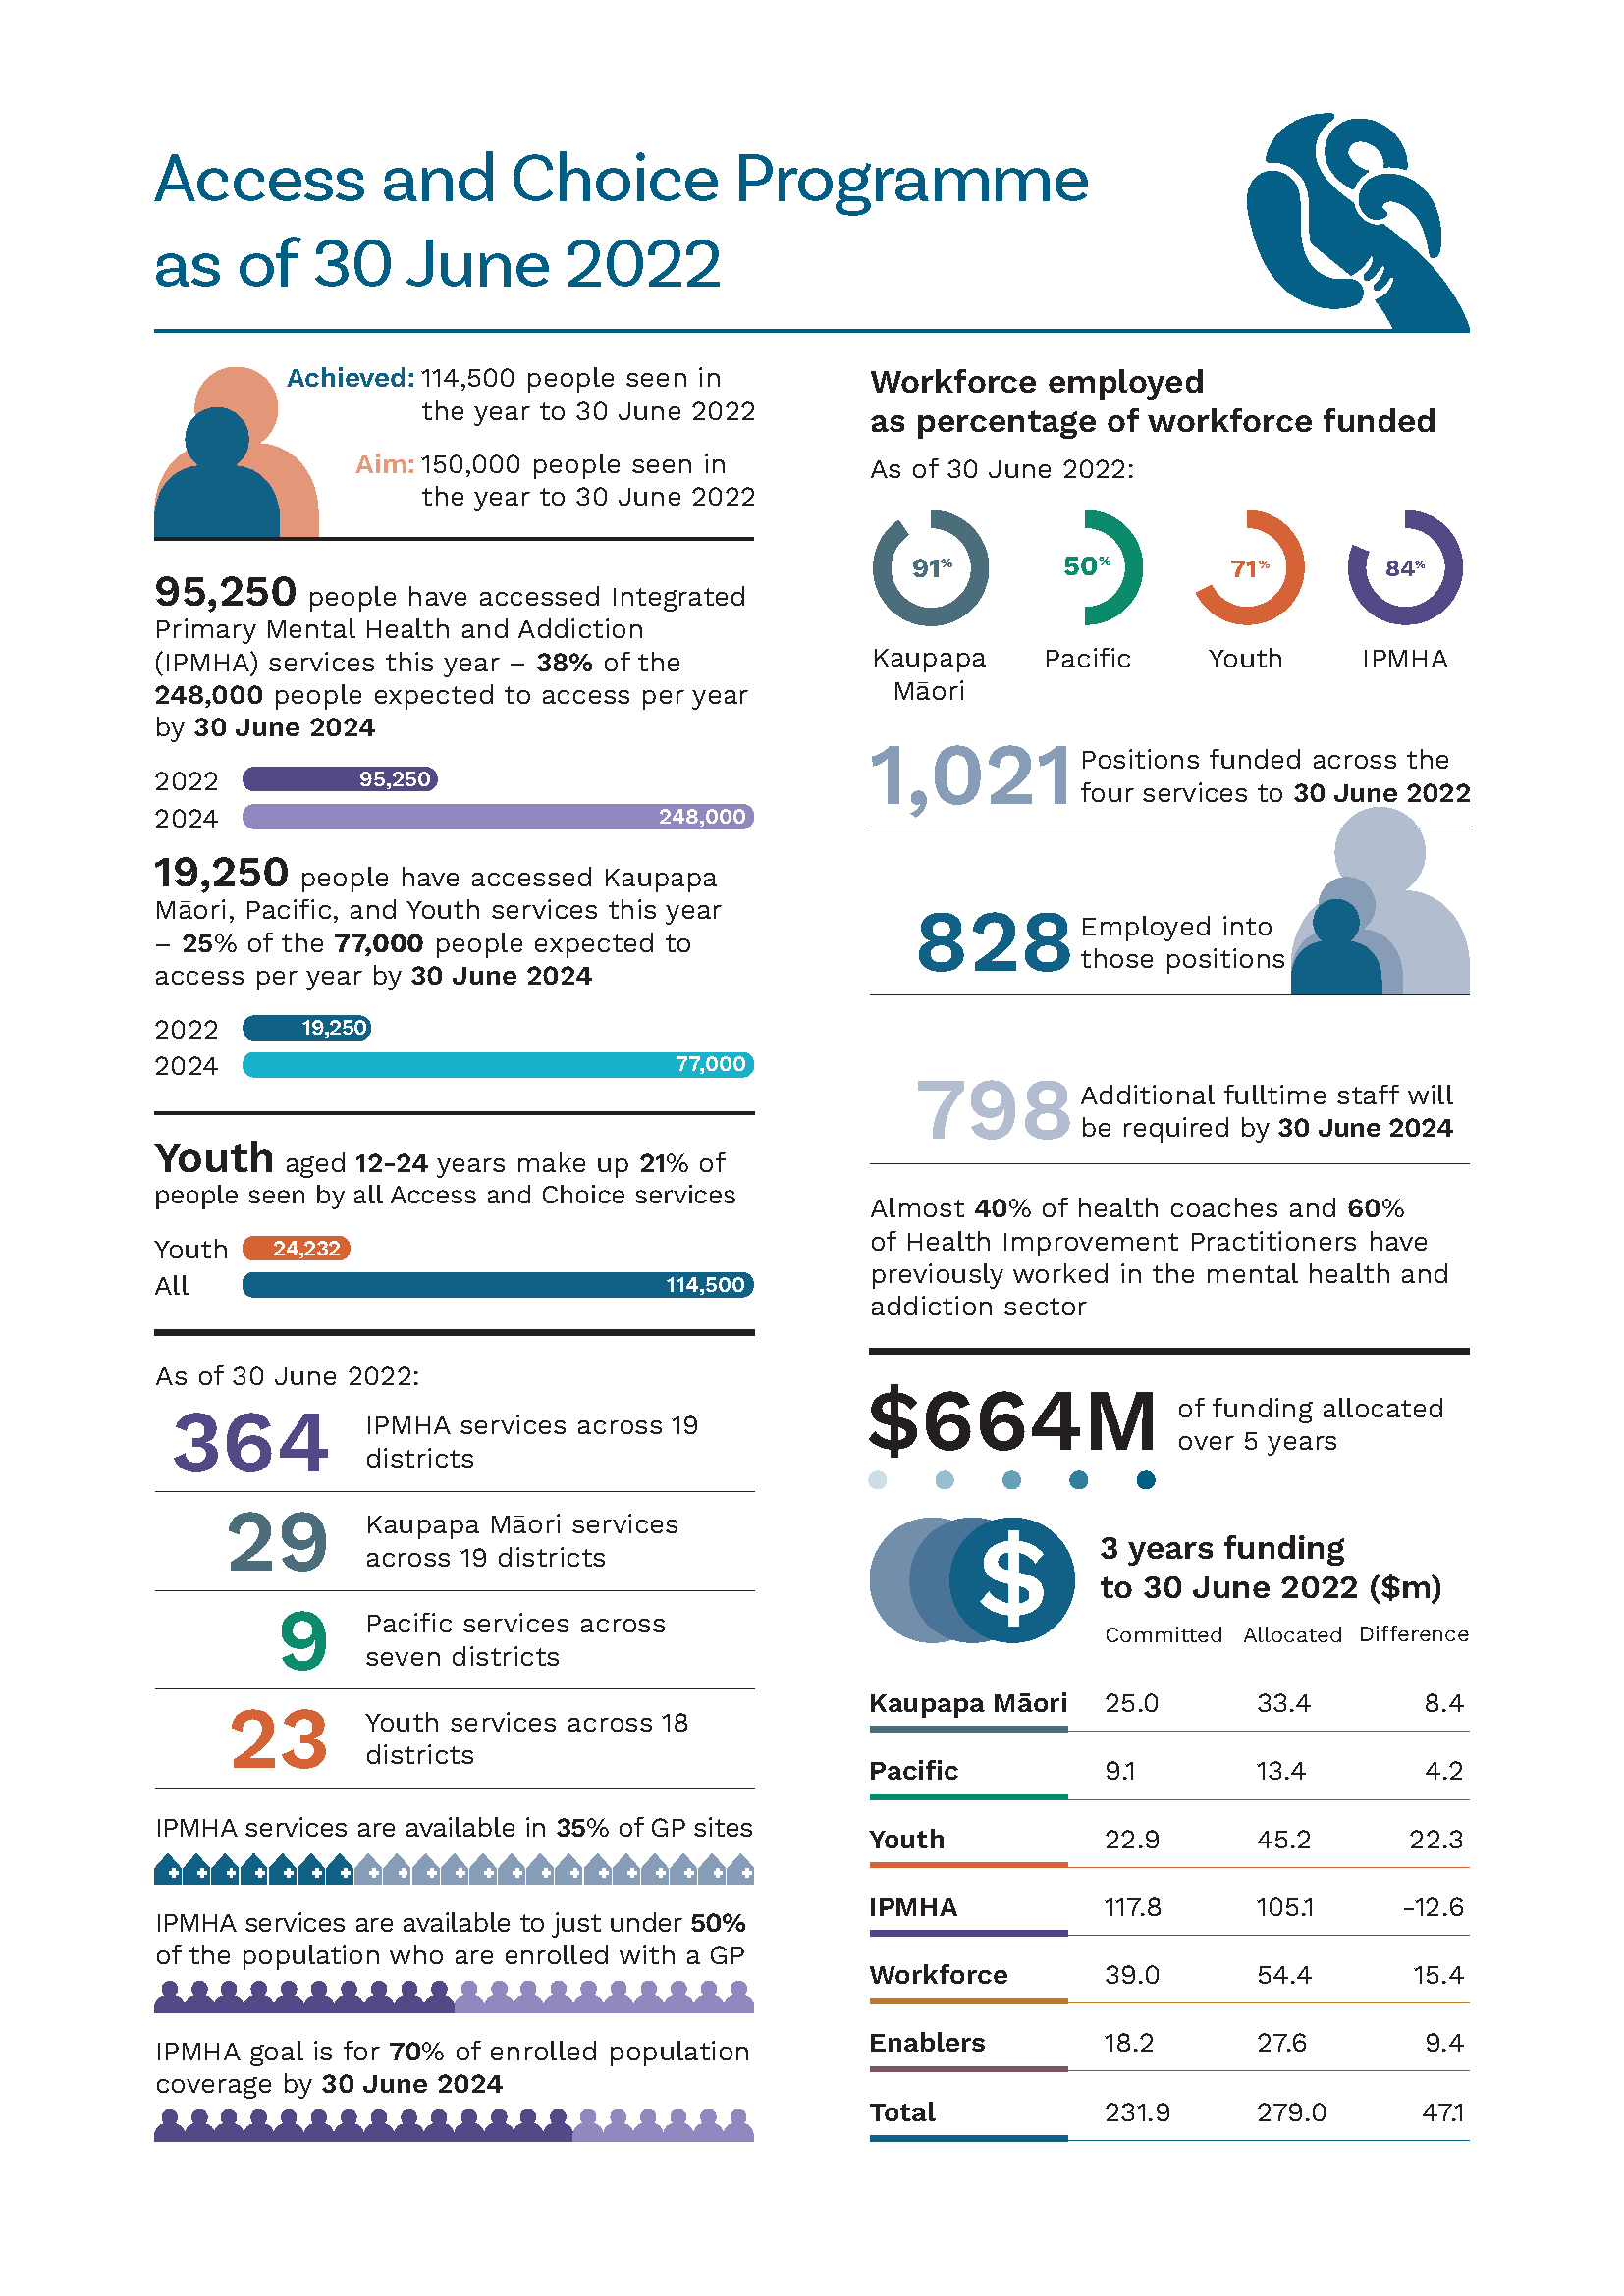 Access and Choice Programme
as of 30 June 2022
Achieved: 114,500 people seen in
the year to 30 June 2022
Aim: 150,000 people seen in
the year to 30 June 2022
95,250 people have accessed Integrated
Primary Mental Health and Addiction
(IPMHA) services this year – 38% of the
248,000 people expected to access per year
by 30 June 2024
2022 95,250
2024 248,000
19,250 people have accessed Kaupapa
Māori, Pacific, and Youth services this year
– 25% of the 77,000 people expected to
access per year by 30 June 2024
2022 19,250
2024 77,000
Youth aged 12-24 years make up 21% of
people seen by all Access and Choice services
Youth 24,232
All 114,500
As of 30 June 2022:
364 IPMHA services across 19
districts
29 Kaupapa Māori services
across 19 districts
9 Pacific services across
seven districts
23 Youth services across 18
districts
IPMHA services are available in 35% of GP sites
IPMHA services are available to just under 50%
of the population who are enrolled with a GP
IPMHA goal is for 70% of enrolled population
coverage by 30 June 2024
Workforce employed
as percentage of workforce funded
As of 30 June 2022:
91% 50% 71% 84%
Kaupapa Pacific Youth IPMHA
Māori
1,021 Positions funded across the
four services to 30 June 2022
828 Employed into
those positions
798 Additional fulltime staff will
be required by 30 June 2024
Almost 40% of health coaches and 60%
of Health Improvement Practitioners have
previously worked in the mental health and
addiction sector
$664M of funding allocated
over 5 years
$
3 years funding
to 30 June 2022 ($m)
Committed Allocated Difference
Kaupapa Māori 25.0 33.4 8.4
Pacific 9.1 13.4 4.2
Youth 22.9 45.2 22.3
IPMHA 117.8 105.1 -12.6
Workforce 39.0 54.4 15.4
Enablers 18.2 27.6 9.4
Total 231.9 279.0 47.1